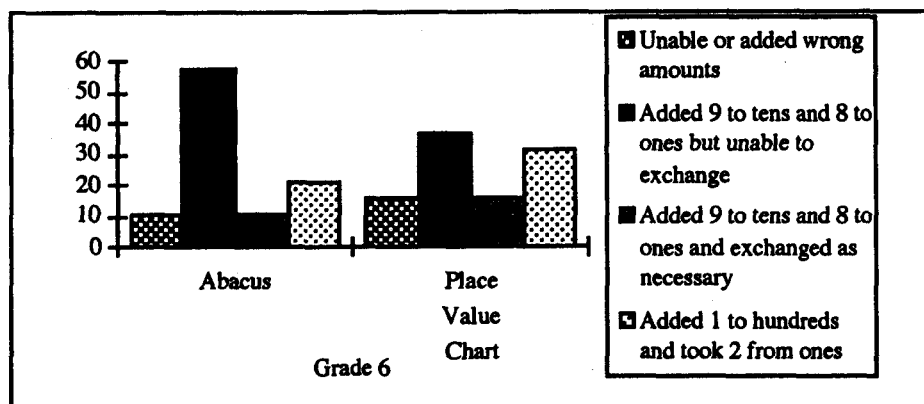 60
50
40
30
20
10
0
Abacus
Place
Value
Chart
Grade 6
Unable or added wrong
amounts
Added 9 to tens and 8 to
ones but unable to
exchange
Added 9 to tens and 8 to
ones and exchanged as
necessary
Added 1 to hundreds
and took 2 from ones